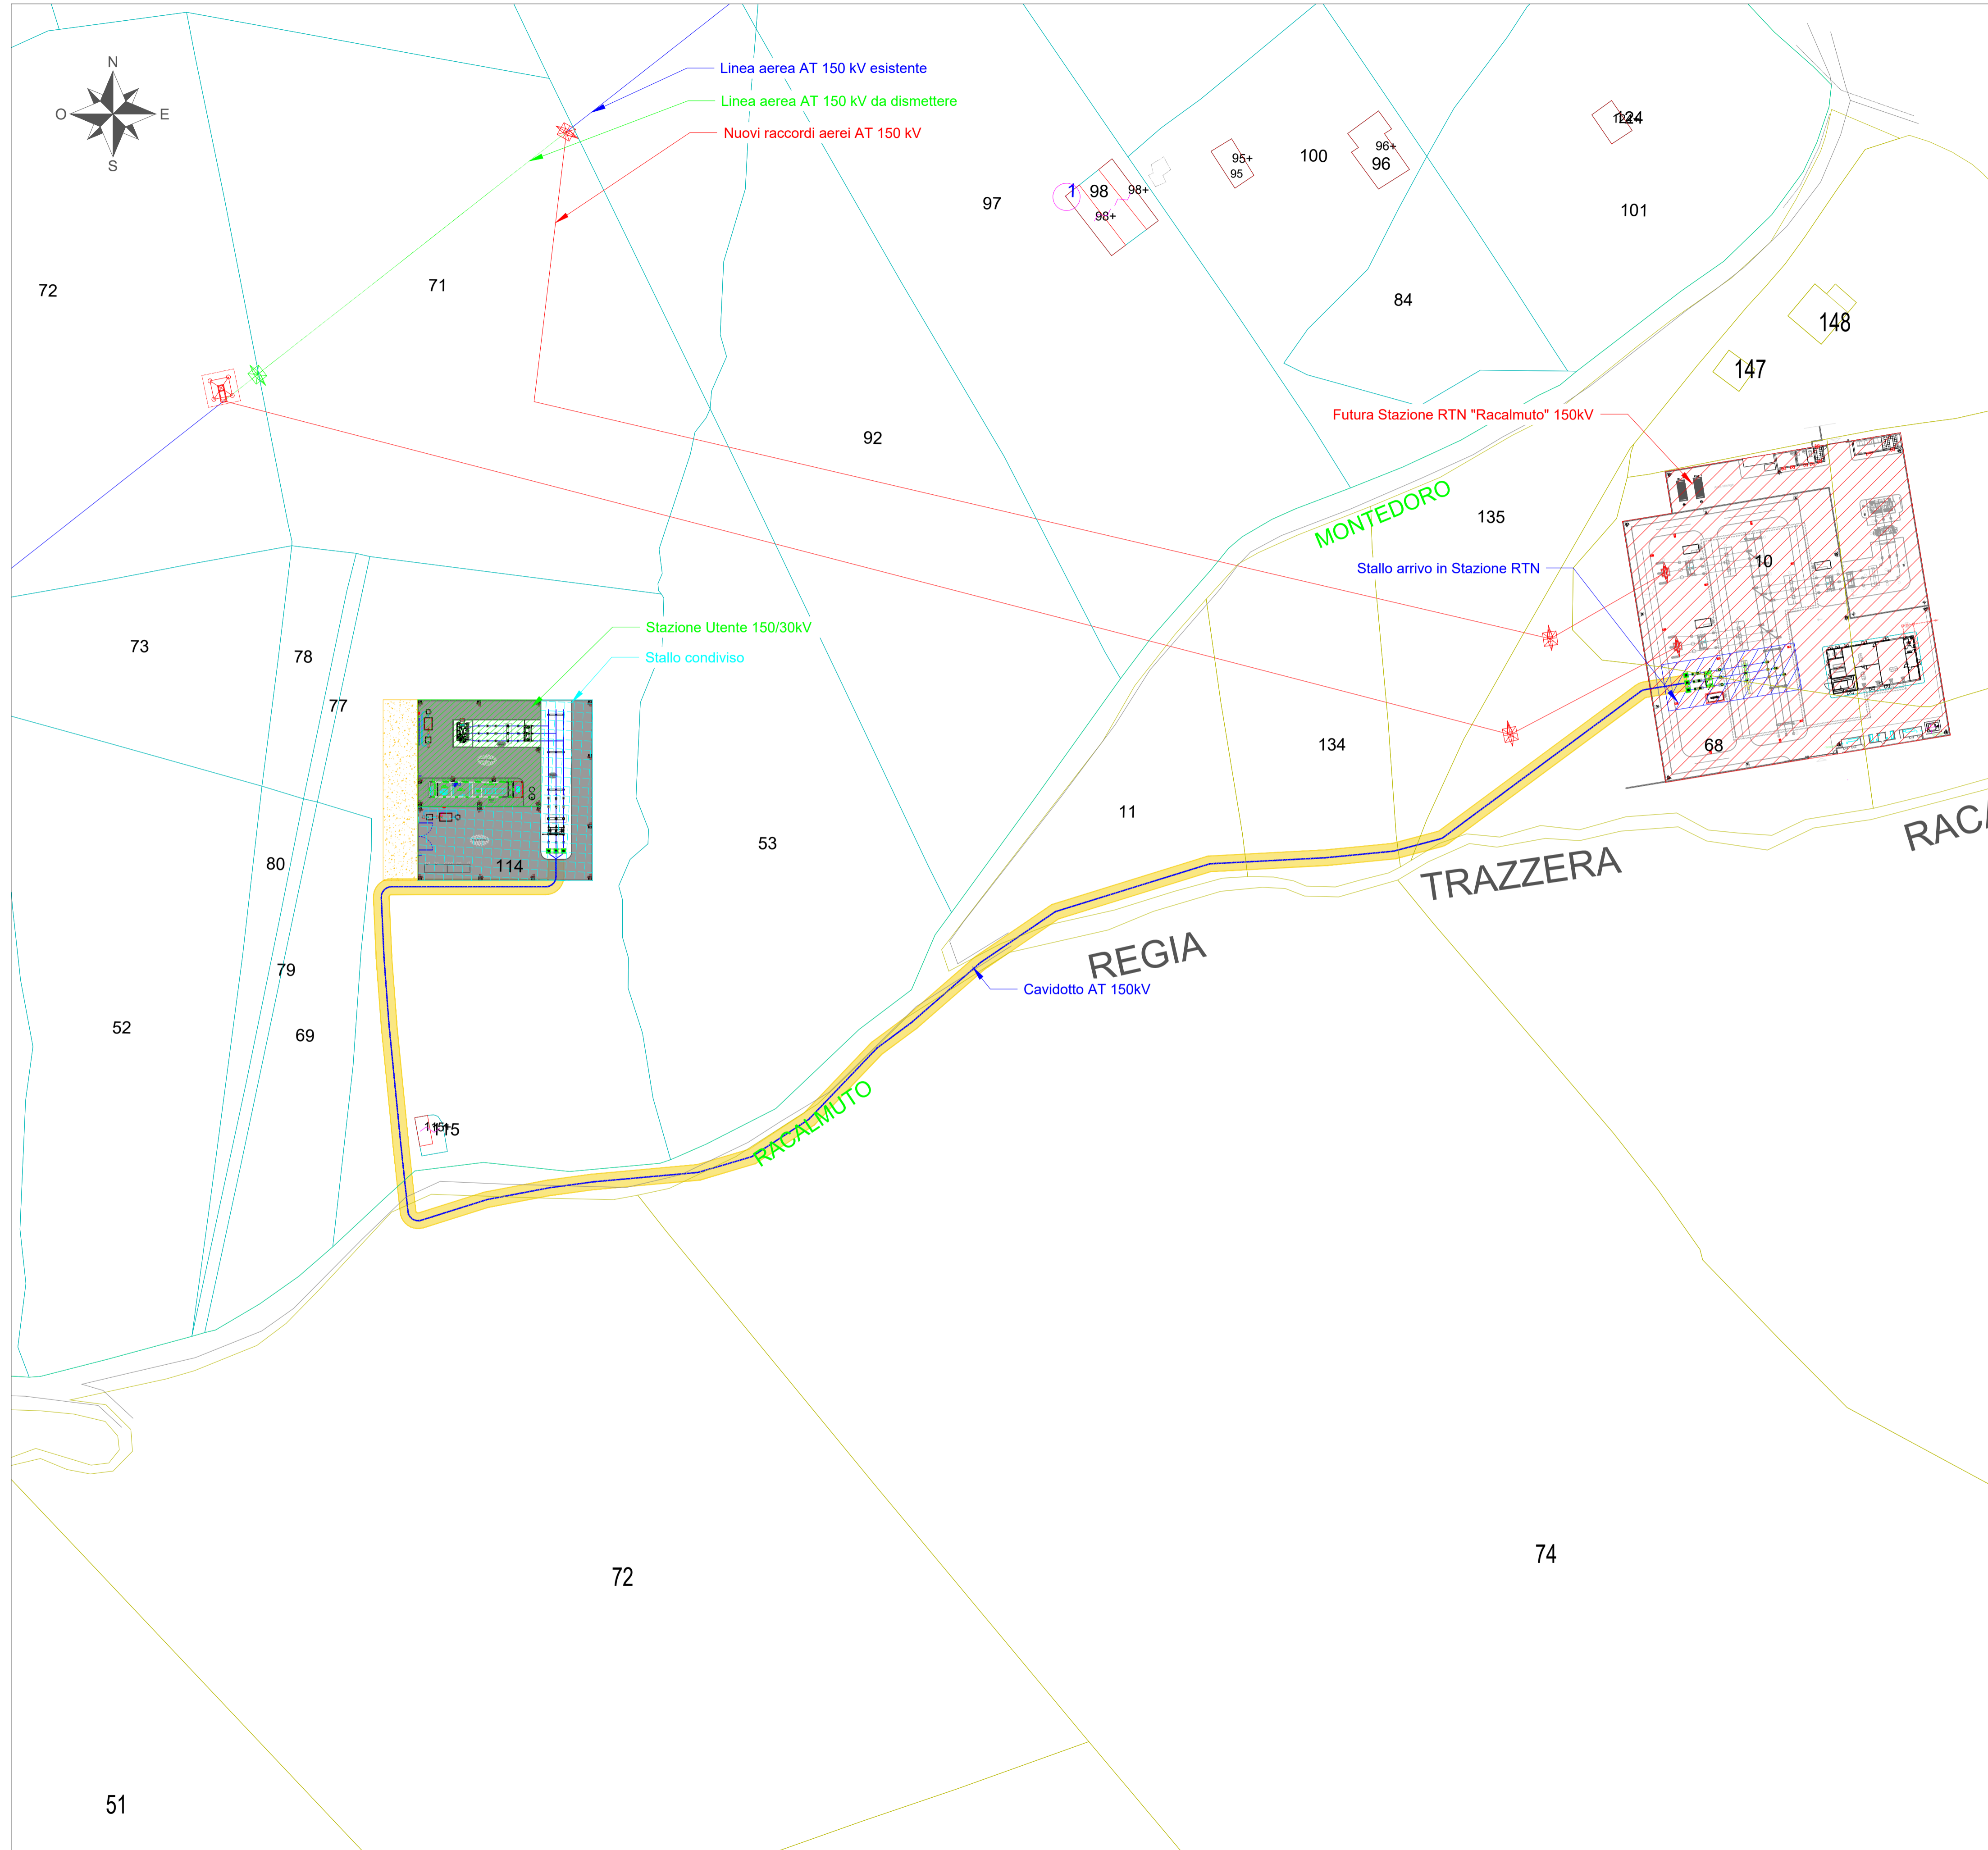 N
O
E
S
Linea aerea AT 150 kV esistente
Linea aerea AT 150 kV da dismettere
Nuovi raccordi aerei AT 150 kV
124
96+
96
100
95+
95
1
98
98+
98+
97
101
72
71
84
148
147
Futura Stazione RTN "Racalmuto" 150kV
92
MONTEDORO
135
10
Stallo arrivo in Stazione RTN
Stazione Utente 150/30kV
Stallo condiviso
73
78
77
134
68
11
53
RACA
TRAZZERA
80
114
REGIA
79
Cavidotto AT 150kV
52
69
115
RACALMUTO
74
72
51